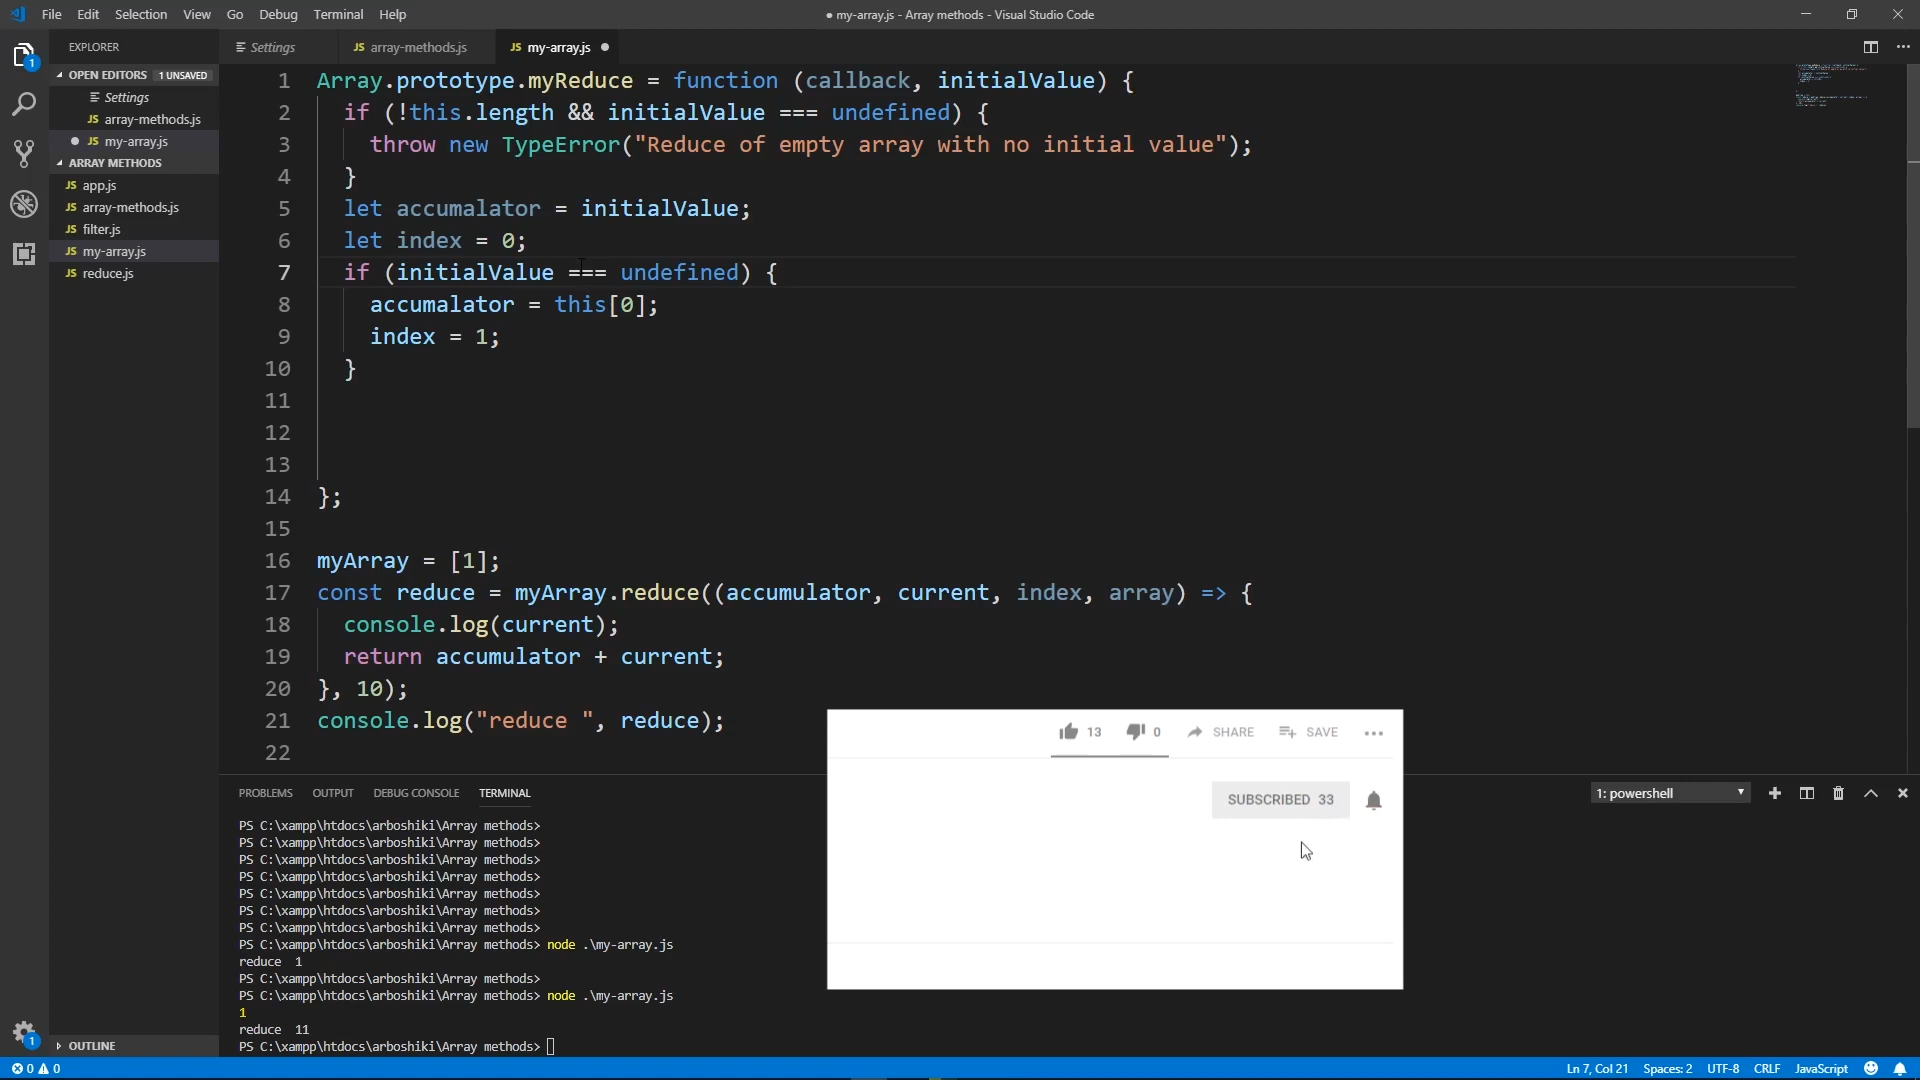 File Edit Selection View Go Debug Terminal Help
● my-array.js - Array methods - Visual Studio Code
EXPLORER
Settings
array-methods.js
my-array.js
OPEN EDITORS 1 UNSAVED
Settings
JS array-methods.js
JS my-array.js
ARRAY METHODS
JS app.js
JS array-methods.js
JS filter.js
JS my-array.js
JS reduce.js
OUTLINE
1 Array.prototype.myReduce = function (callback, initialValue) {
2 if (!this.length && initialValue === undefined) {
3 throw new TypeError("Reduce of empty array with no initial value");
4 }
5 let accumalator = initialValue;
6 let index = 0;
7 if (initialValue === undefined) {
8 accumalator = this[0];
9 index = 1;
10 }
11
12
13
14 };
15
16 myArray = [1];
17 const reduce = myArray.reduce((accumulator, current, index, array) => {
18 console.log(current);
19 return accumulator + current;
20 }, 10);
21 console.log("reduce ", reduce);
22
13 0 SHARE SAVE
SUBSCRIBED 33
PROBLEMS OUTPUT DEBUG CONSOLE TERMINAL
1: powershell
PS C:\xampp\htdocs\arboshiki\Array methods>
PS C:\xampp\htdocs\arboshiki\Array methods>
PS C:\xampp\htdocs\arboshiki\Array methods>
PS C:\xampp\htdocs\arboshiki\Array methods>
PS C:\xampp\htdocs\arboshiki\Array methods>
PS C:\xampp\htdocs\arboshiki\Array methods>
PS C:\xampp\htdocs\arboshiki\Array methods>
PS C:\xampp\htdocs\arboshiki\Array methods> node .\my-array.js
reduce 1
PS C:\xampp\htdocs\arboshiki\Array methods>
PS C:\xampp\htdocs\arboshiki\Array methods> node .\my-array.js
1
reduce 11
PS C:\xampp\htdocs\arboshiki\Array methods>
0 0
Ln 7, Col 21 Spaces: 2 UTF-8 CRLF JavaScript